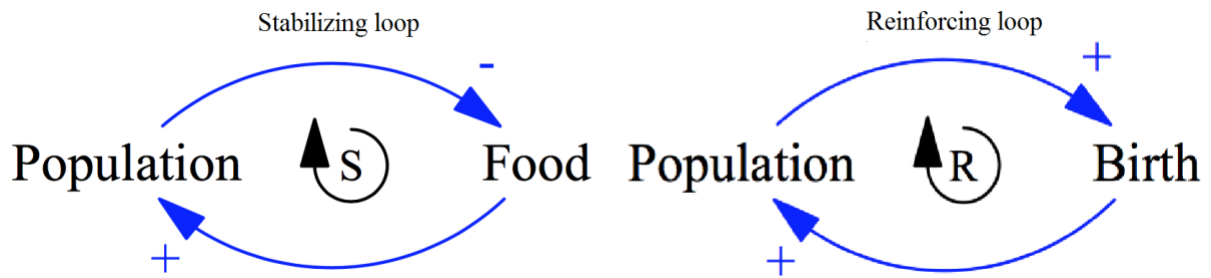 Stabilizing loop
-
Population
S
Food
+
Reinforcing loop
+
Population
R
Birth
+